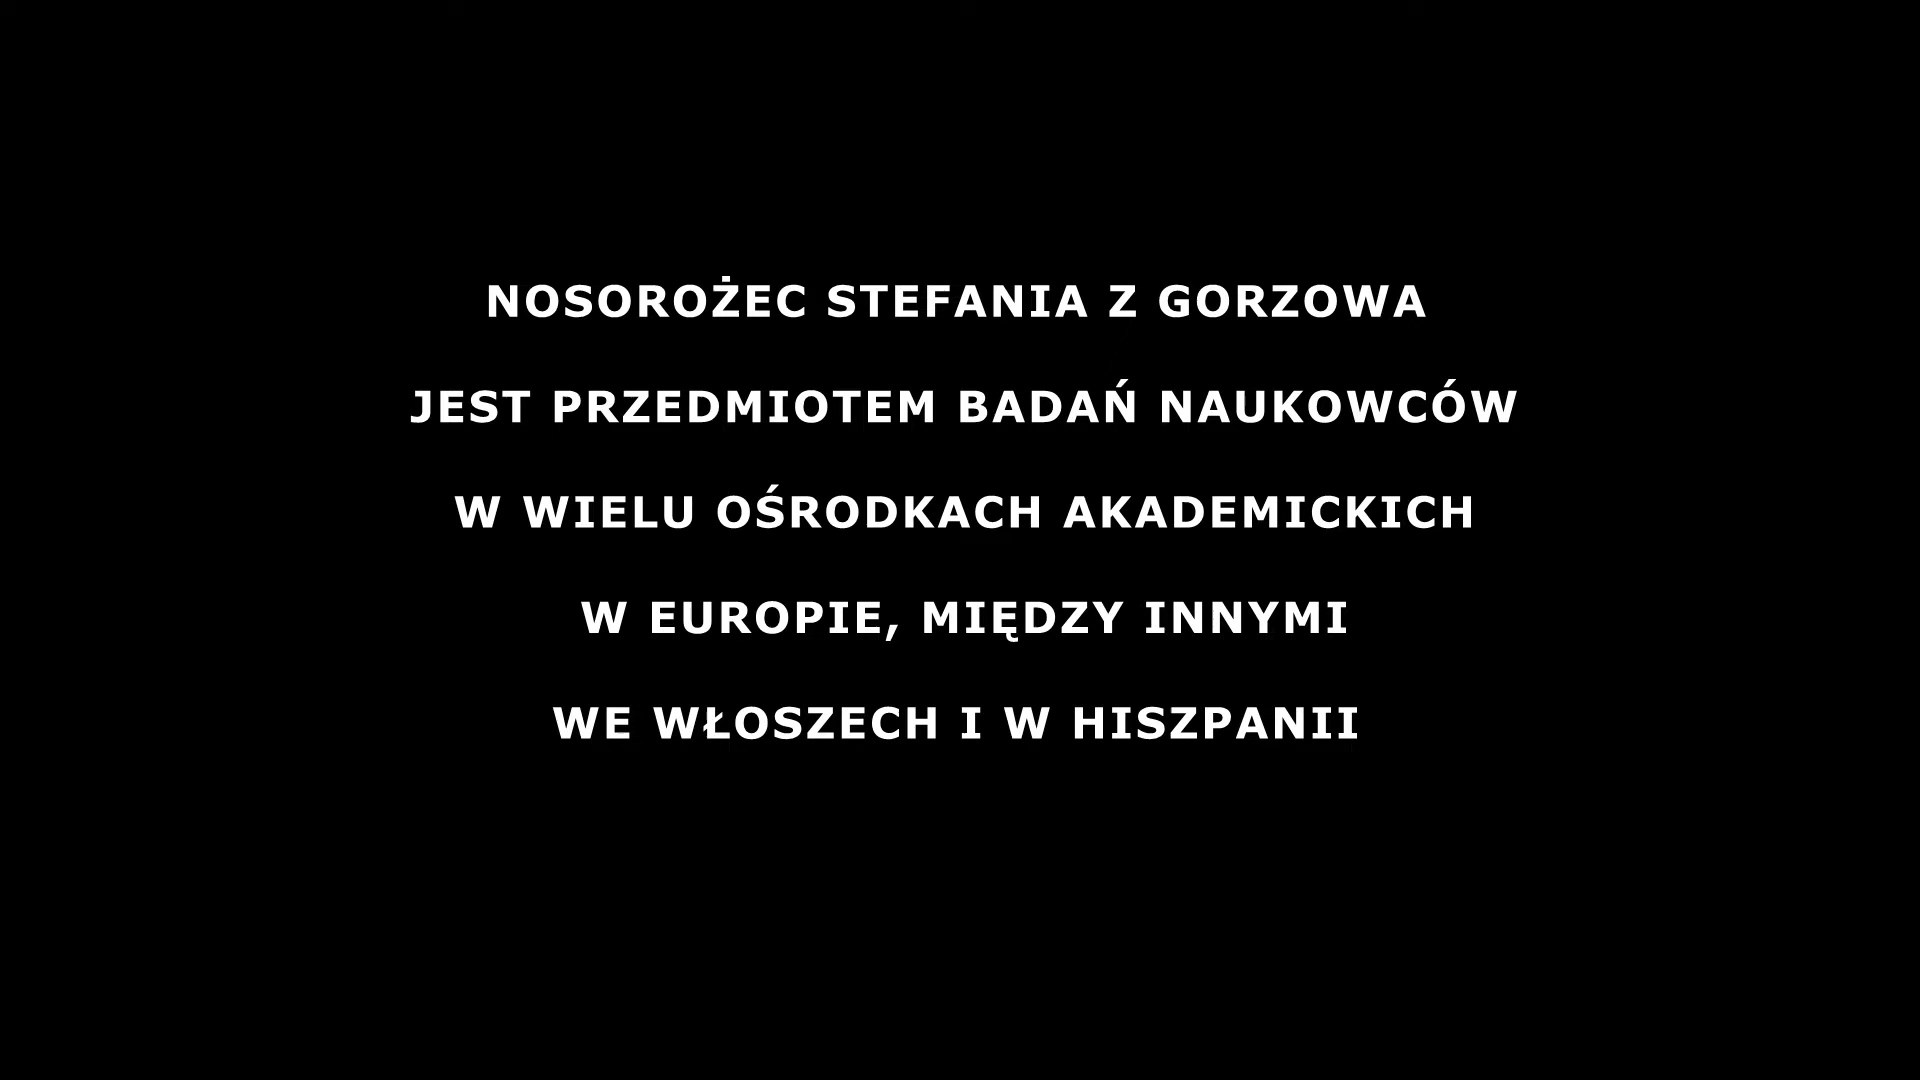 NOSOROŻEC STEFANIA Z GORZOWA
JEST PRZEDMIOTEM BADAŃ NAUKOWCÓW
W WIELU OŚRODKACH AKADEMICKICH
W EUROPIE, MIĘDZY INNYMI
WE WŁOSZECH I W HISZPANII